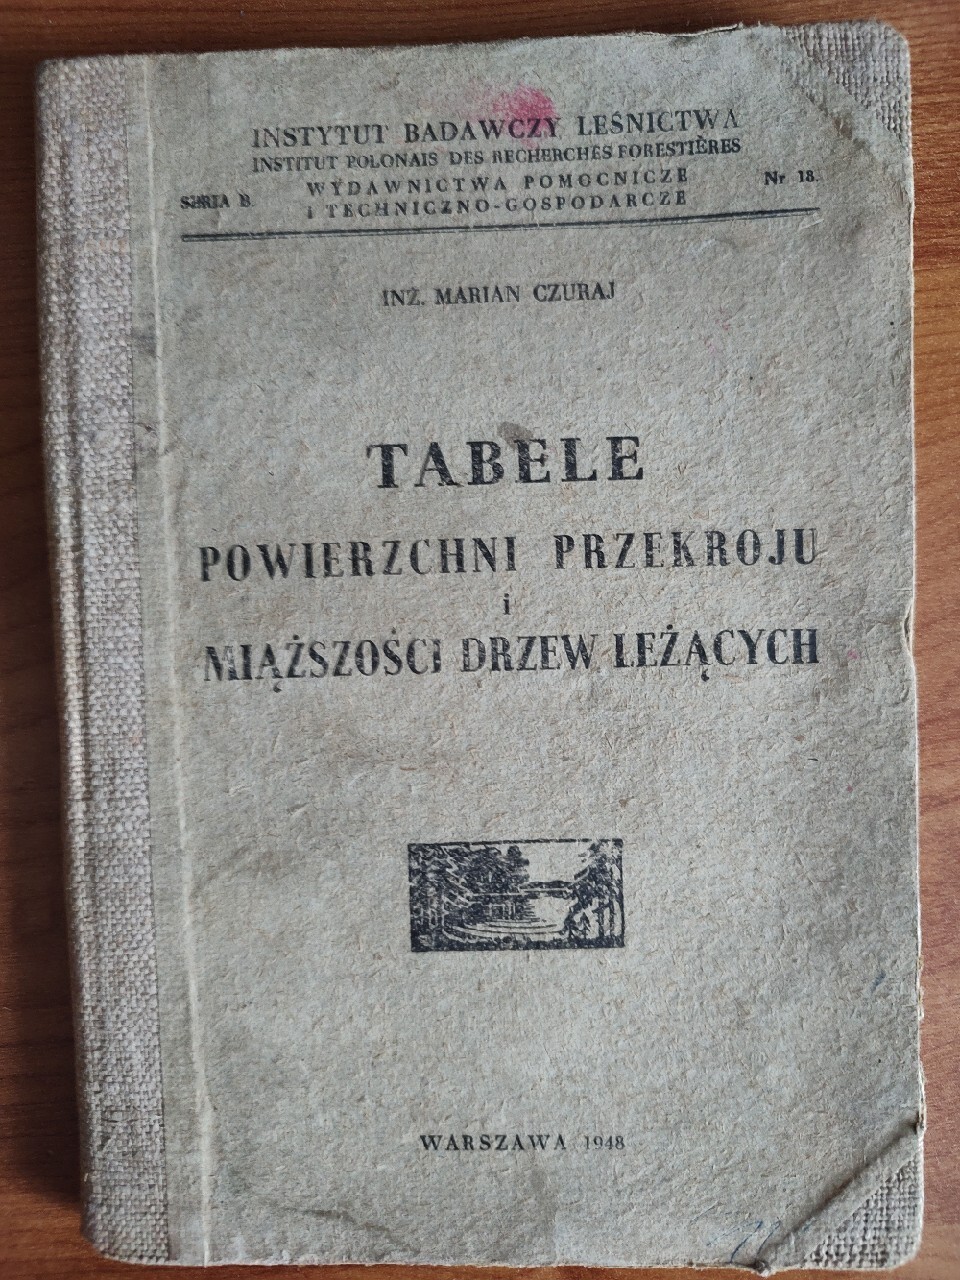 INSTYTUT BADAWCZY LEŚNICTWA
INSTITUT POLONAIS DES RECHERCHES FORESTIÈRES
SERIA B.
WYDAWNICTWA POMOCNICZE
I TECHNICZNO-GOSPODARCZE
Nr 18.
INŻ. MARIAN CZURAJ
TABELE
POWIERZCHNI PRZEKROJU
i
MIĄŻSZOŚCI DRZEW LEŻĄCYCH
WARSZAWA 1948